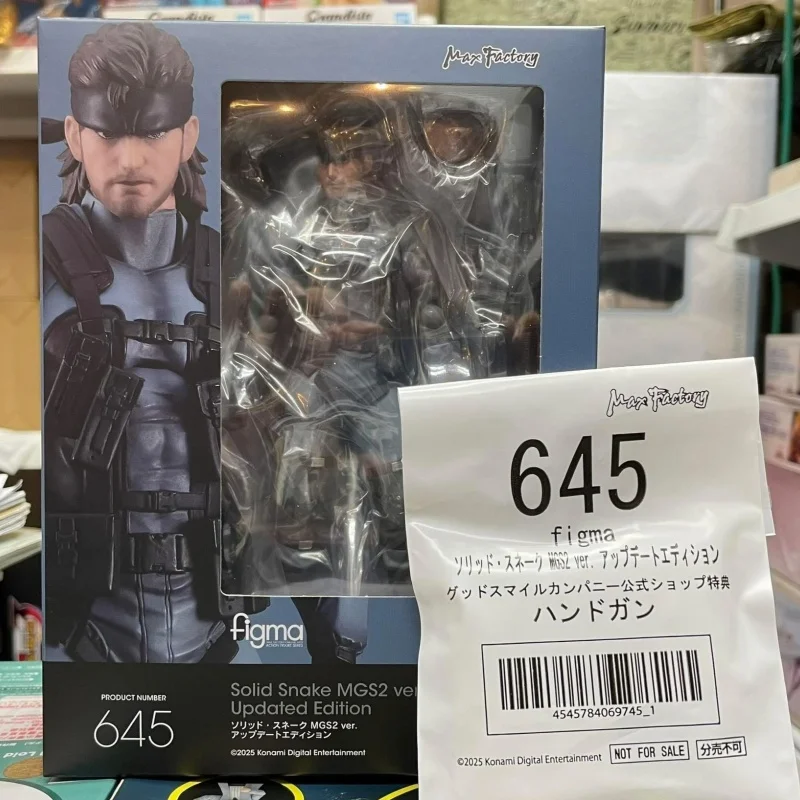 Max Factory
figma
PRODUCT NUMBER
645
Solid Snake MGS2 ver
Updated Edition
ソリッド・スネーク MGS2 ver.
アップデートエディション
©2025 Konami Digital Entertainment
Max Factory
645
figma
ソリッド・スネーク MGS2 ver. アップデートエディション
グッドスマイルカンパニー公式ショップ特典
ハンドガン
4545784069745_1
©2025 Konami Digital Entertainment
NOT FOR SALE
分売不可